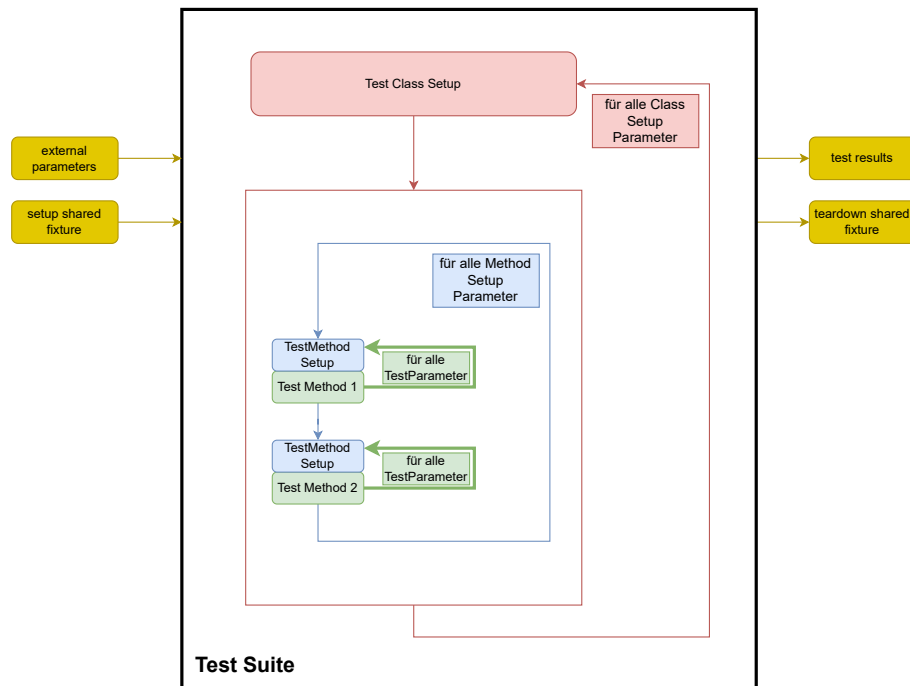 Test Class Setup
für alle Class
Setup
Parameter
external
parameters
test results
setup shared
fixture
teardown shared
fixture
für alle Method
Setup
Parameter
TestMethod
Setup
für alle
TestParameter
Test Method 1
TestMethod
Setup
für alle
TestParameter
Test Method 2
Test Suite